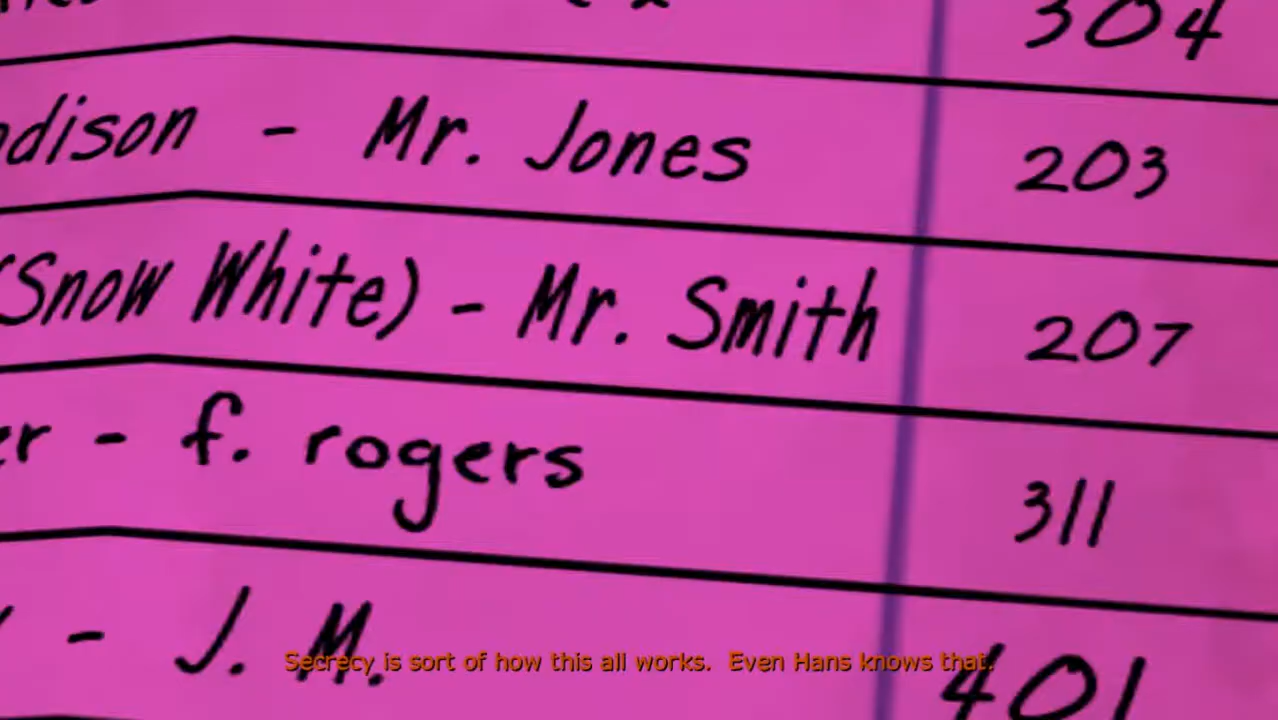 304
adison - Mr. Jones 203
(Snow White) - Mr. Smith 207
er - f. rogers 311
- J. M. 401
Secrecy is sort of how this all works. Even Hans knows that.